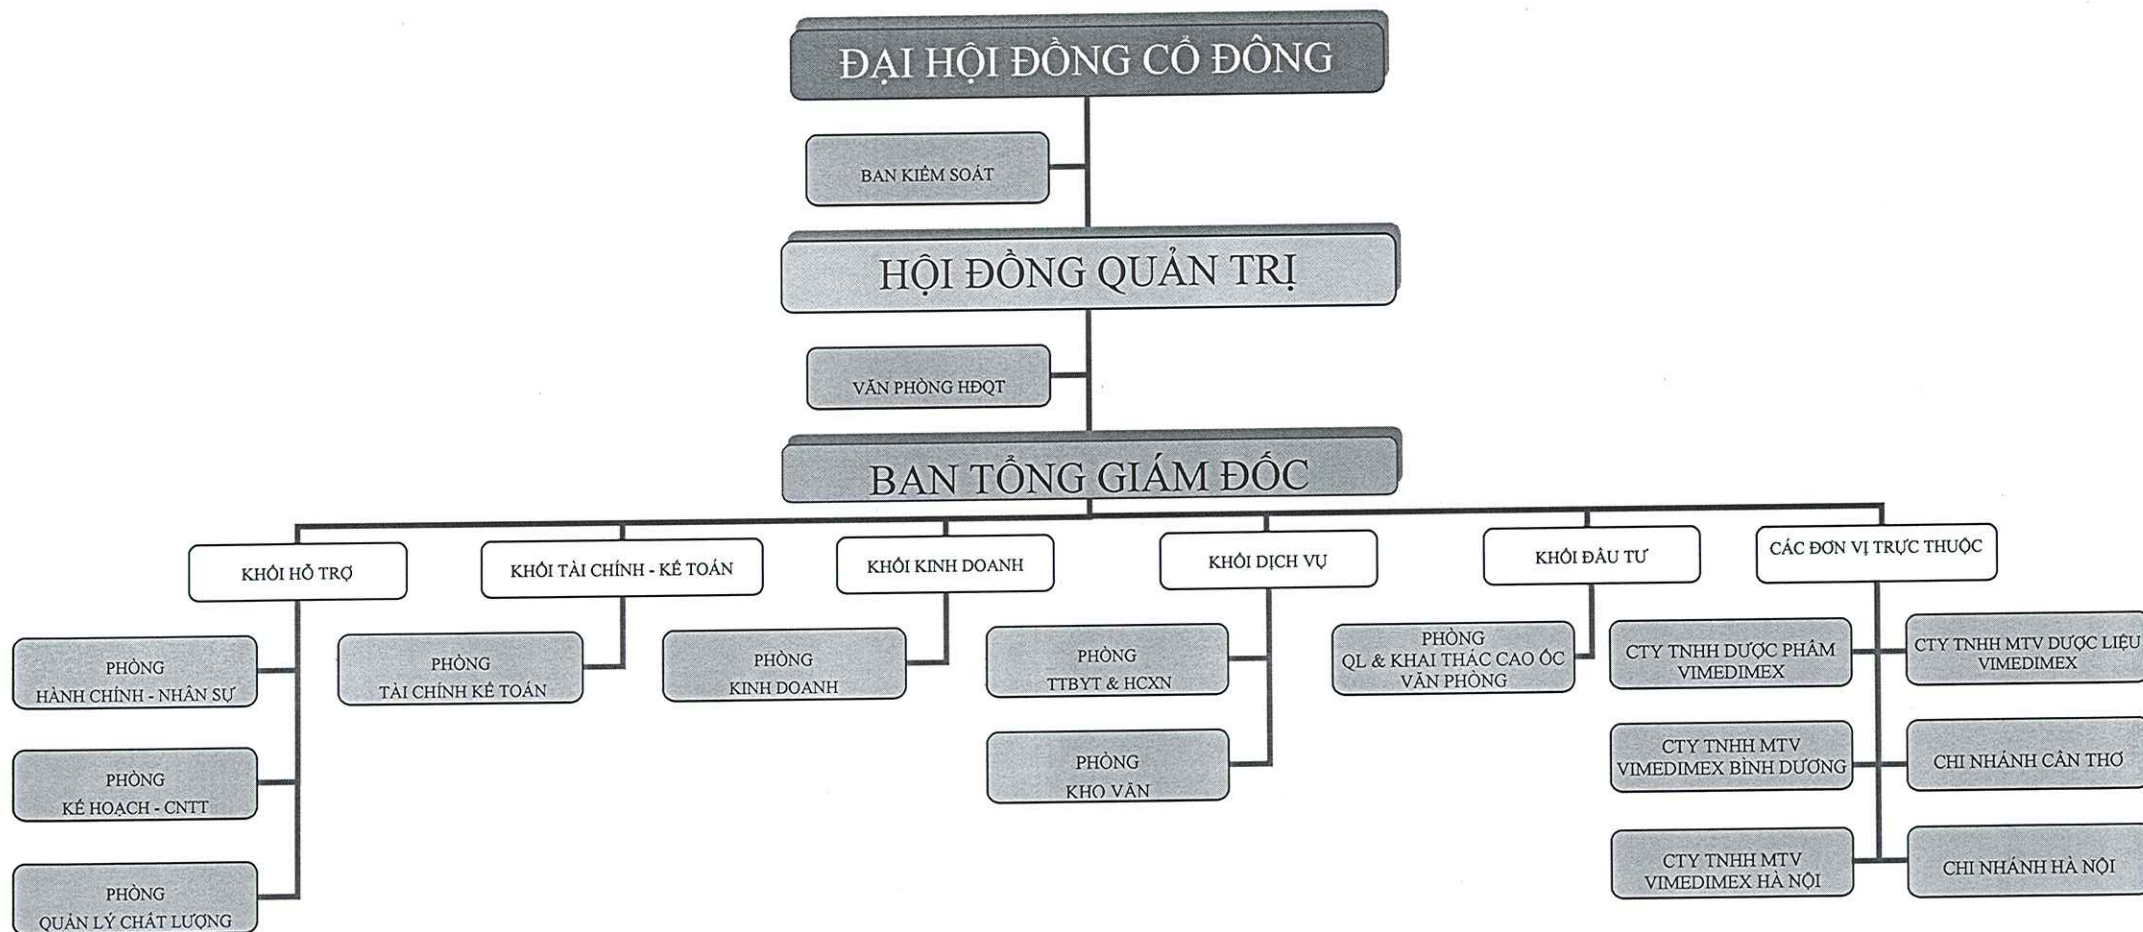 ĐẠI HỘI ĐỒNG CỔ ĐÔNG
BAN KIỂM SOÁT
HỘI ĐỒNG QUẢN TRỊ
VĂN PHÒNG HĐQT
BAN TỔNG GIÁM ĐỐC
KHỐI HỖ TRỢ
KHỐI TÀI CHÍNH - KẾ TOÁN
KHỐI KINH DOANH
KHỐI DỊCH VỤ
KHỐI ĐẦU TƯ
CÁC ĐƠN VỊ TRỰC THUỘC
PHÒNG
HÀNH CHÍNH - NHÂN SỰ
PHÒNG
KẾ HOẠCH - CNTT
PHÒNG
QUẢN LÝ CHẤT LƯỢNG
PHÒNG
TÀI CHÍNH KẾ TOÁN
PHÒNG
KINH DOANH
PHÒNG
TTBYT & HCXN
PHÒNG
KHO VẬN
PHÒNG
QL & KHAI THÁC CAO ỐC
VĂN PHÒNG
CTY TNHH DƯỢC PHẨM
VIMEDIMEX
CTY TNHH MTV DƯỢC LIỆU
VIMEDIMEX
CTY TNHH MTV
VIMEDIMEX BÌNH DƯƠNG
CHI NHÁNH CẦN THƠ
CTY TNHH MTV
VIMEDIMEX HÀ NỘI
CHI NHÁNH HÀ NỘI